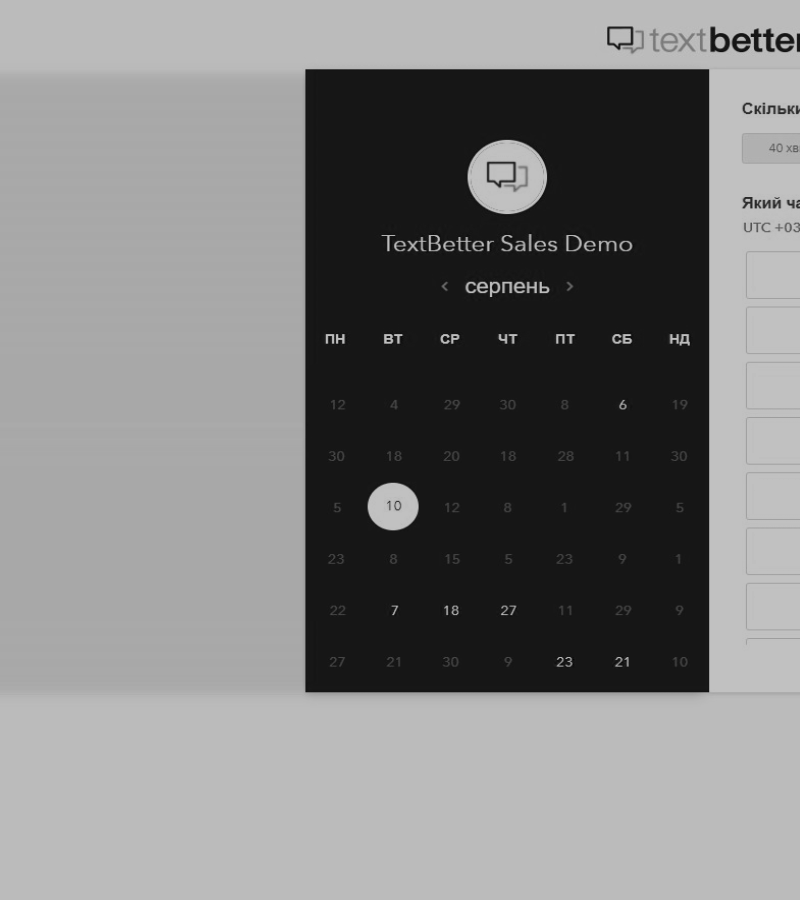 textbetter
TextBetter Sales Demo
< серпень >
ПН ВТ СР ЧТ ПТ СБ НД
12 4 29 30 8 6 19
30 18 20 18 28 11 30
5 10 12 8 1 29 5
23 8 15 5 23 9 1
22 7 18 27 11 29 9
27 21 30 9 23 21 10
40 хв
UTC +03